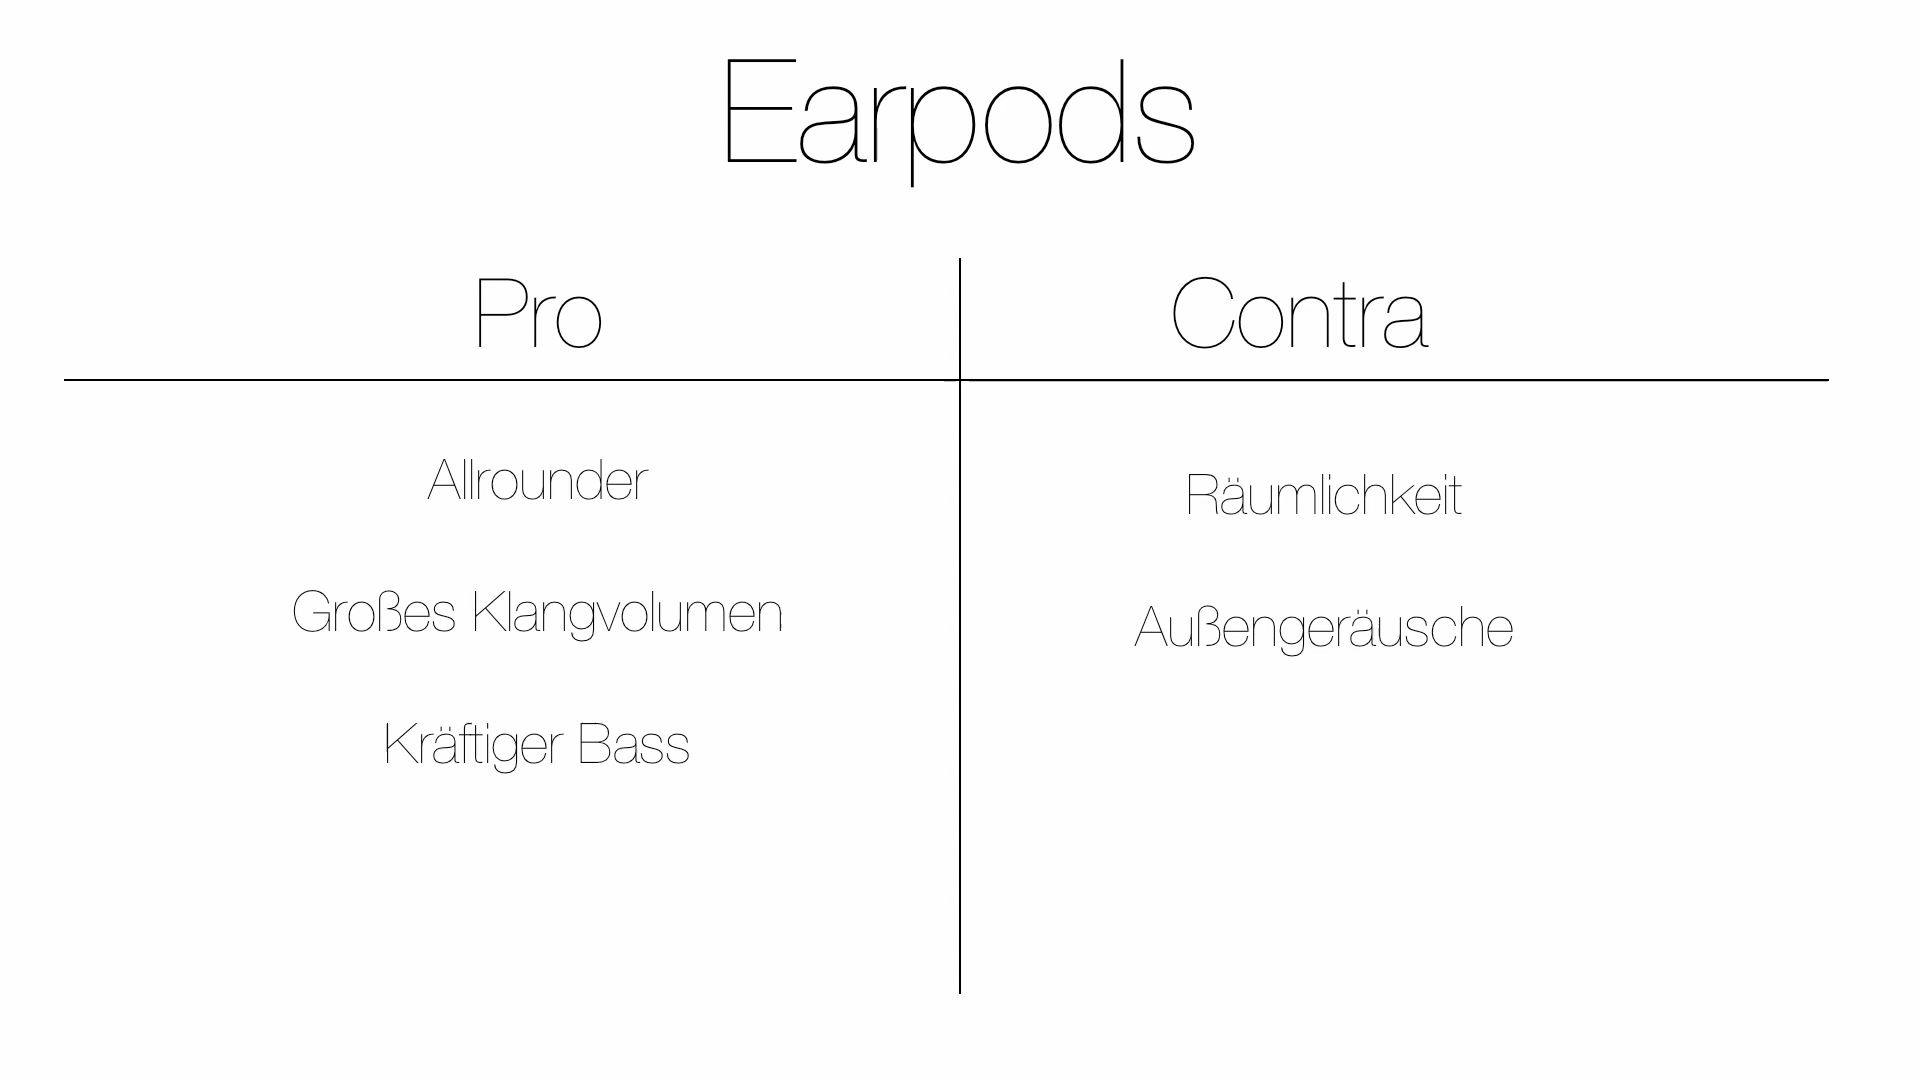 Earpods
Pro
Contra
Allrounder
Großes Klangvolumen
Kräftiger Bass
Räumlichkeit
Außengeräusche